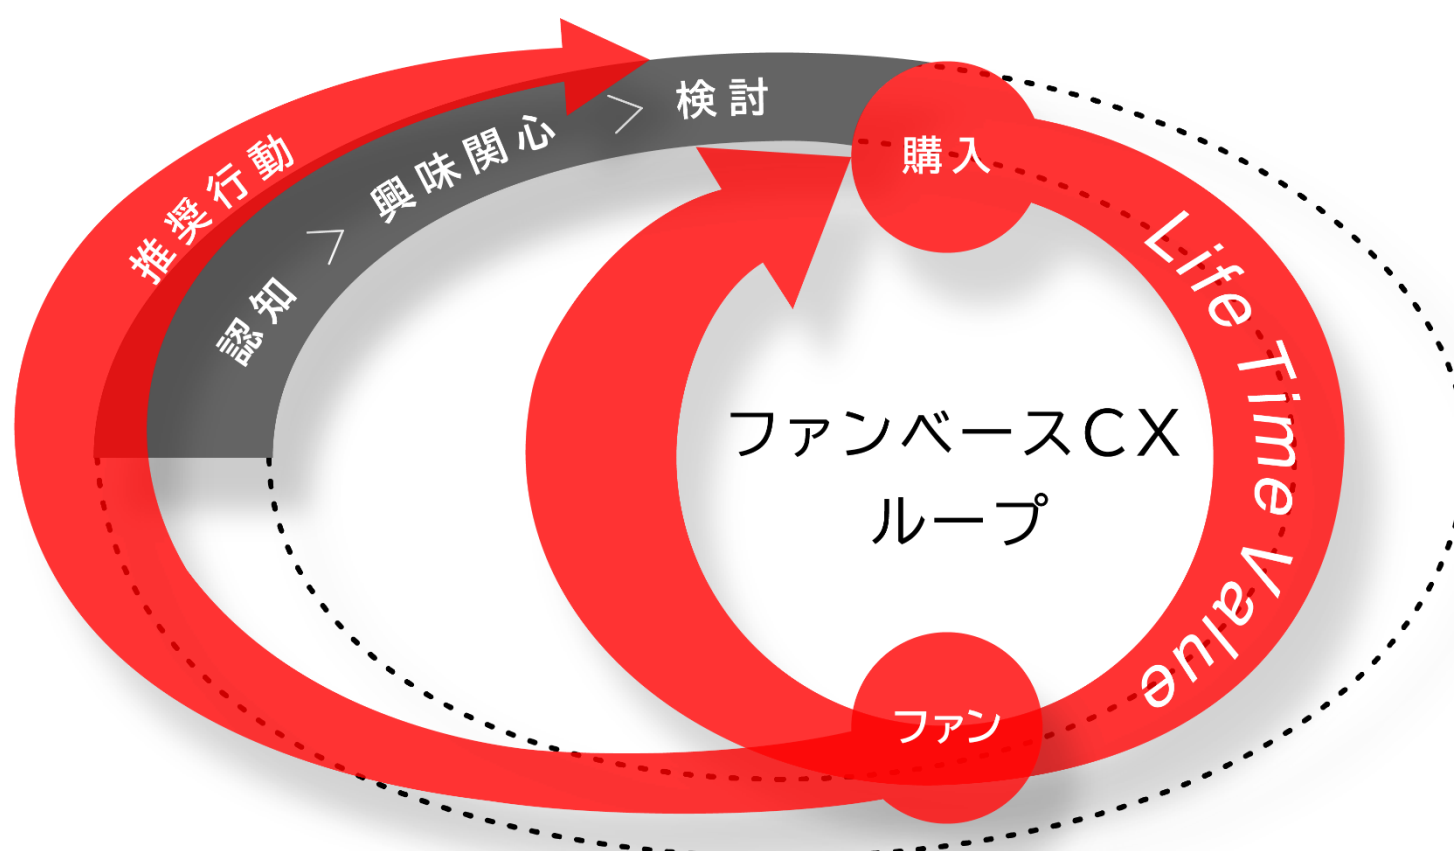 推奨行動
認知 > 興味関心 > 検討
購入
Life Time Value
ファンベースCX
ループ
ファン